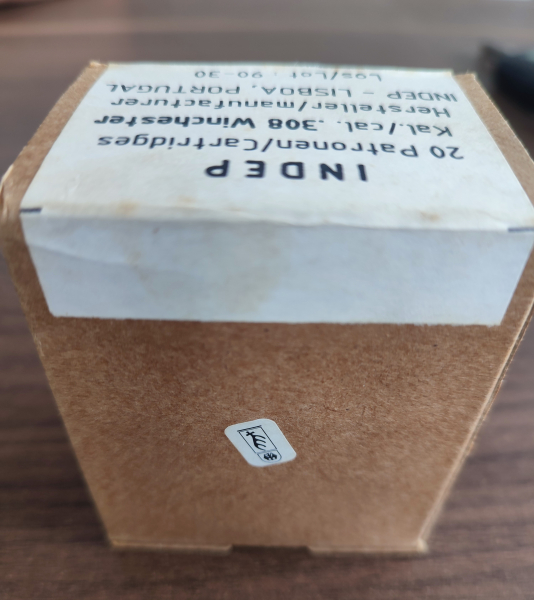 INDEP
20 Patronen/Cartridges
Kal./cal. .308 Winchester
Hersteller/manufacturer
INDEP - LISBOA, PORTUGAL
Los/Lot: 90-30